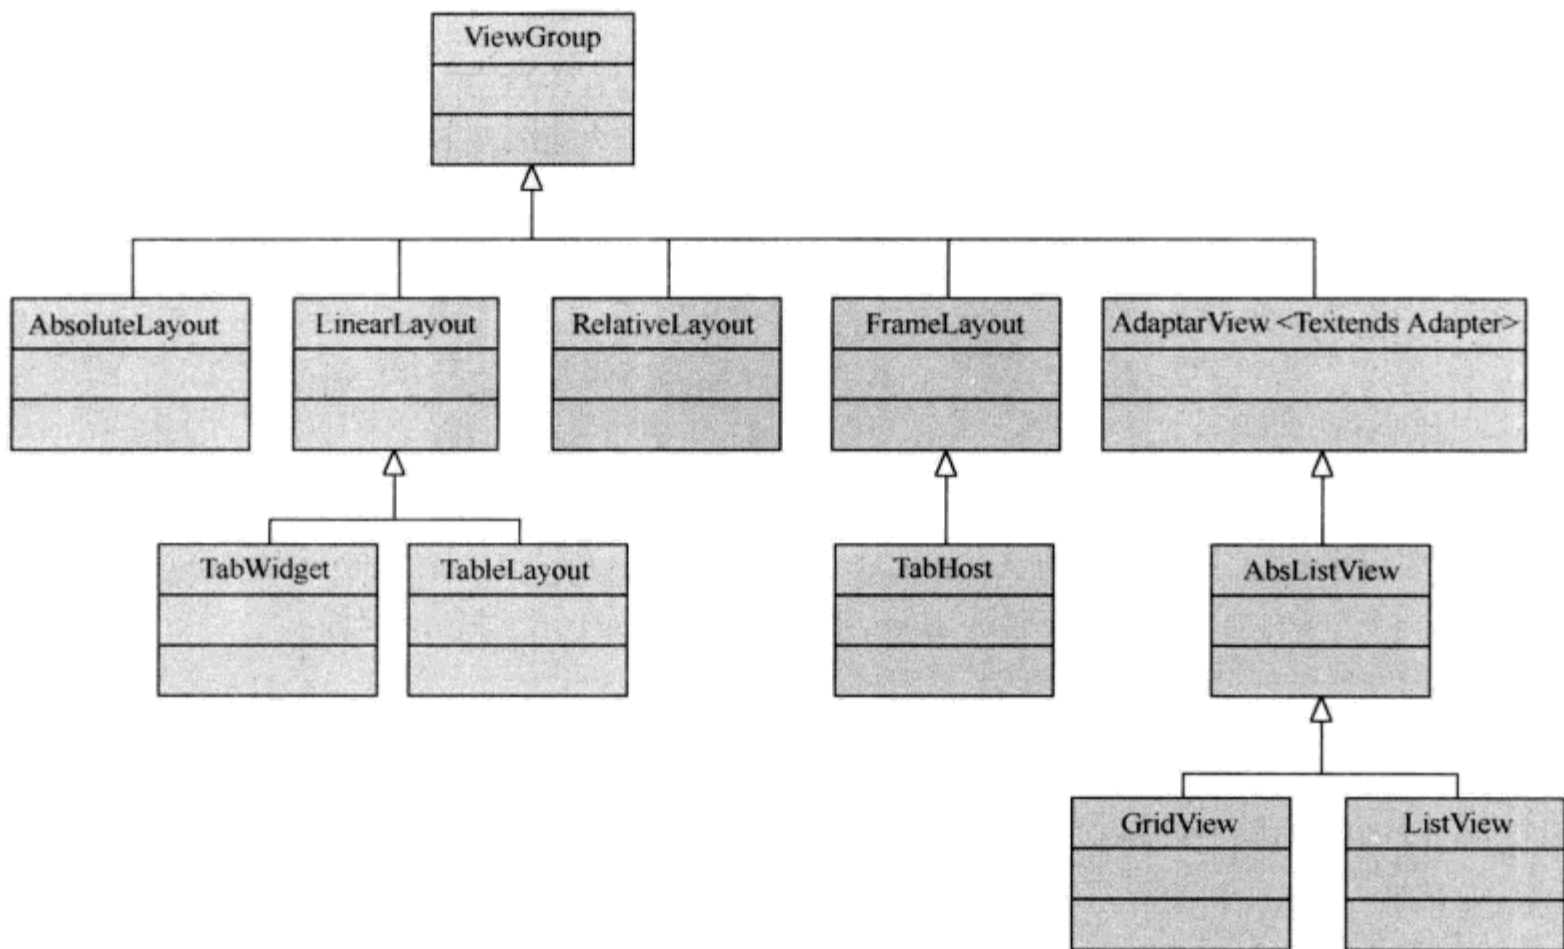 ViewGroup
AbsoluteLayout
LinearLayout
RelativeLayout
FrameLayout
AdaptarView <Textends Adapter>
TabWidget
TableLayout
TabHost
AbsListView
GridView
ListView